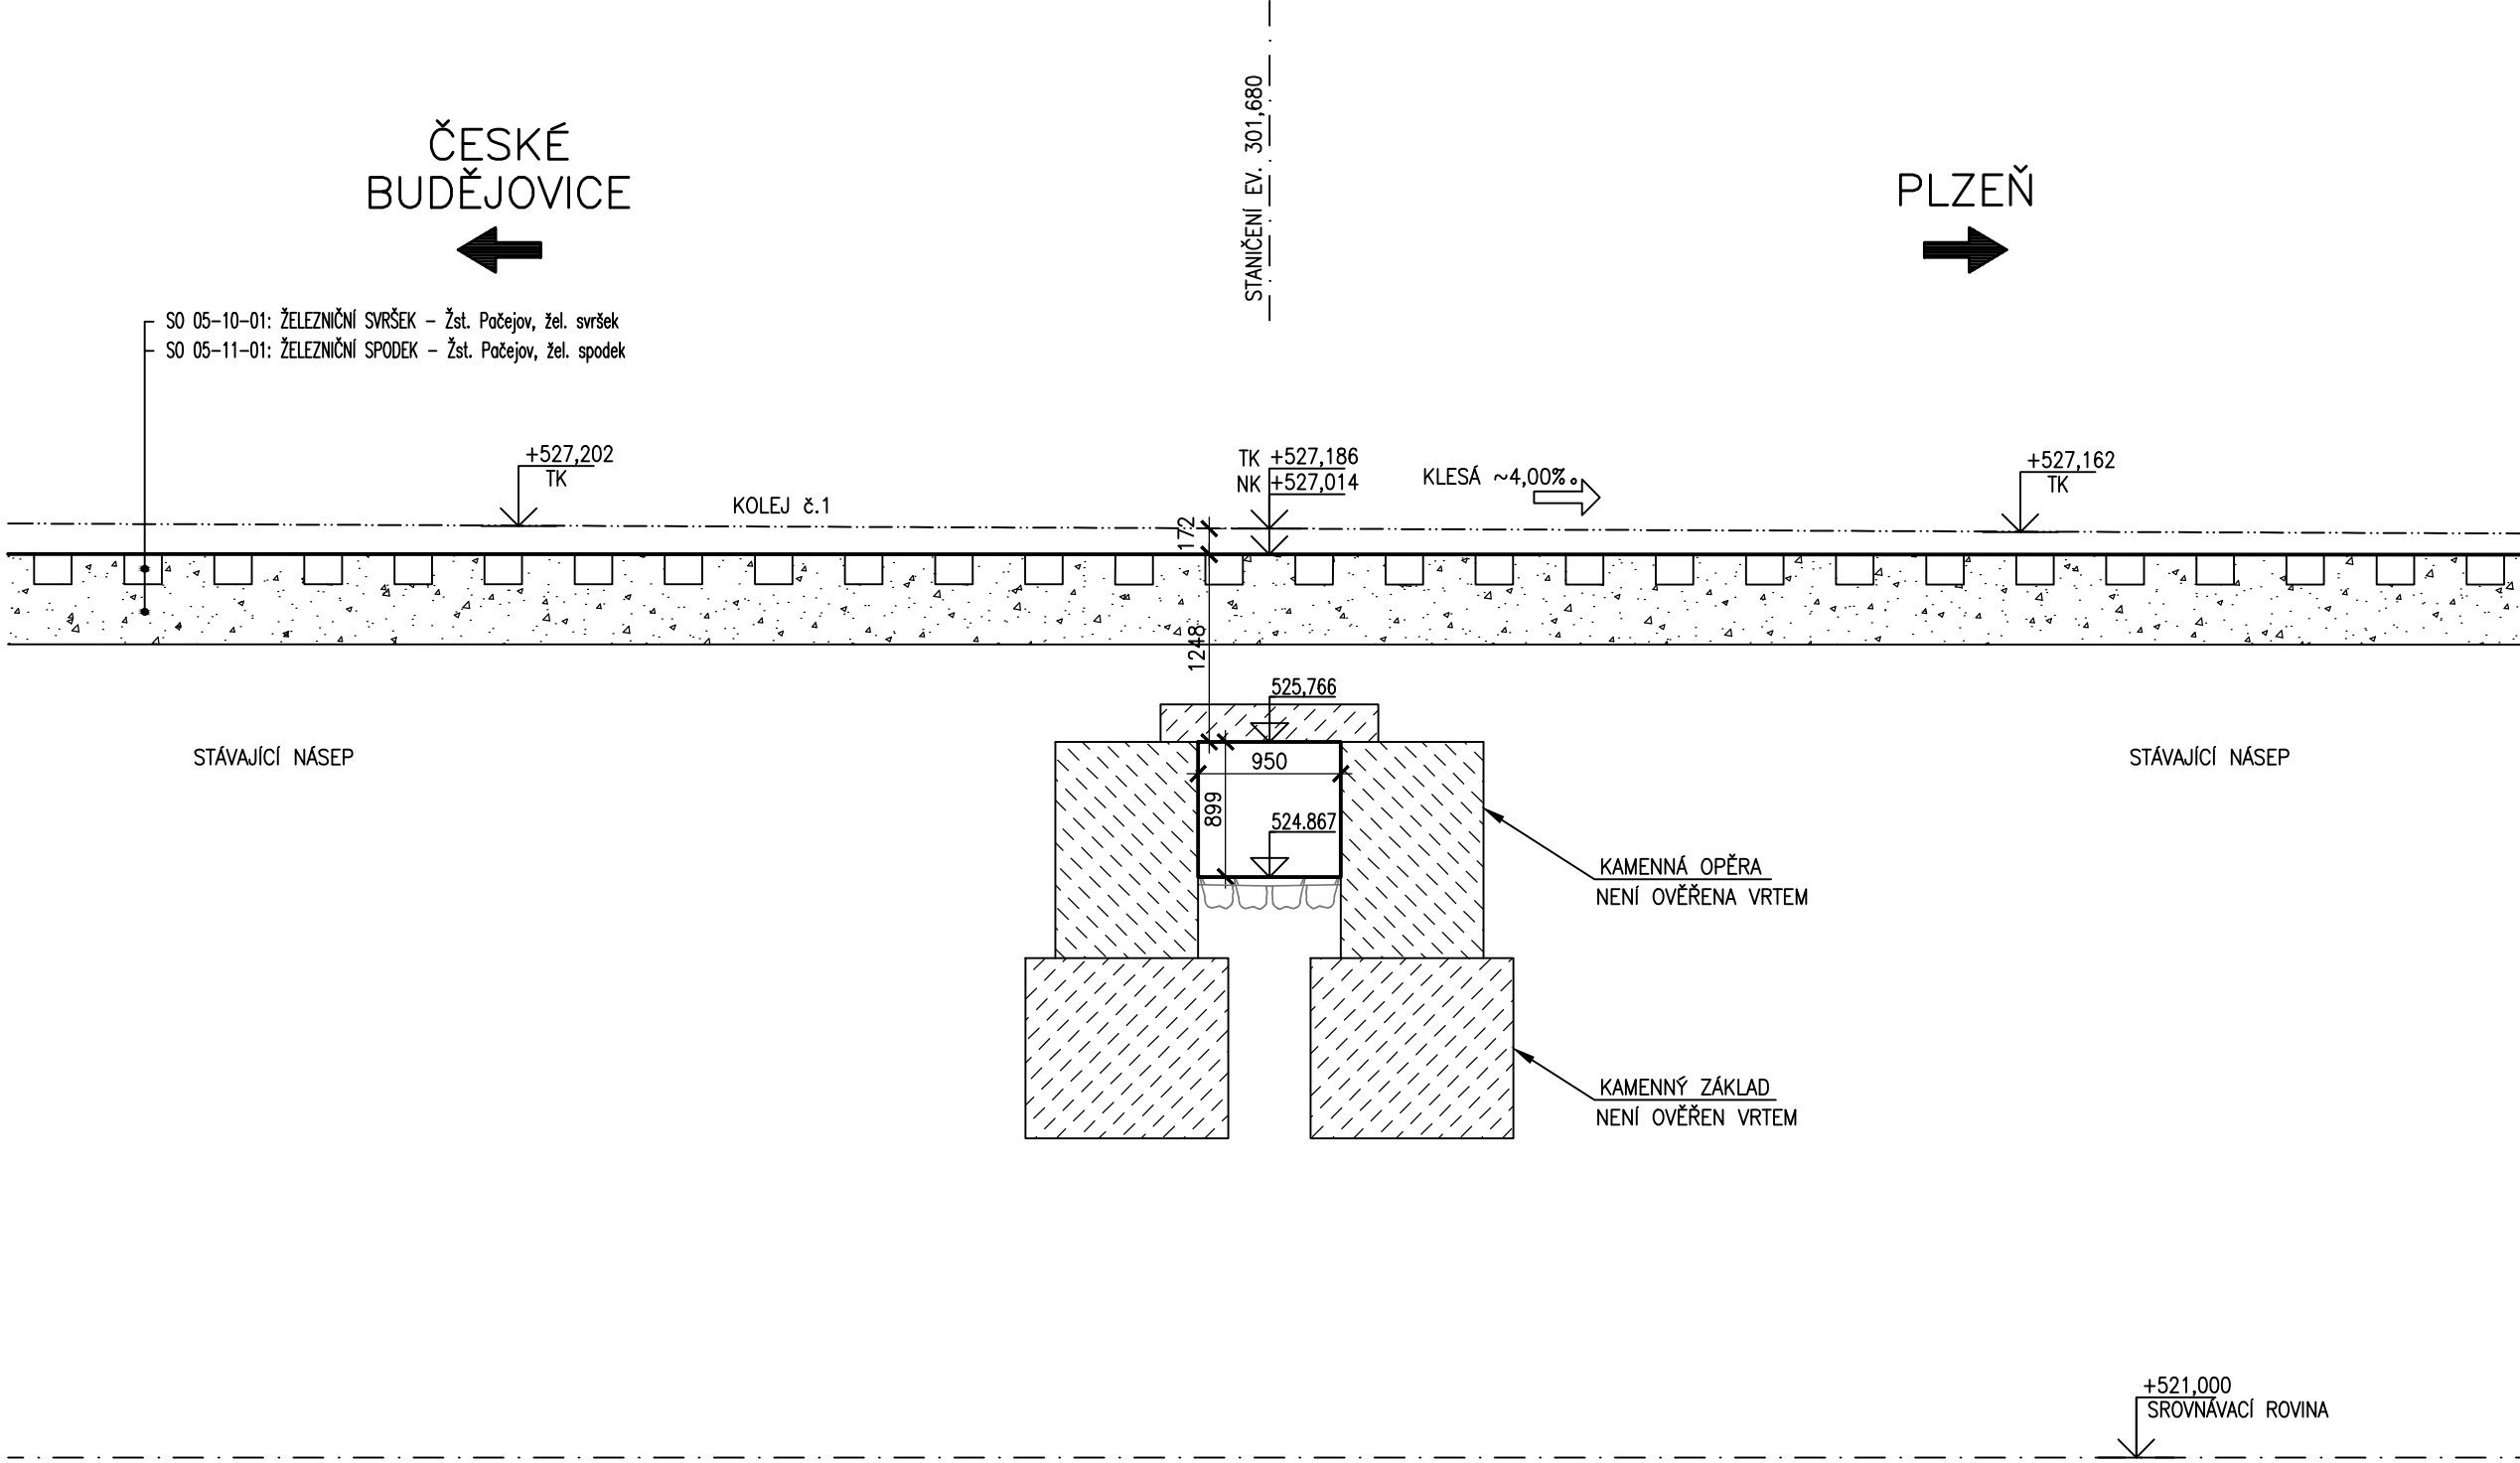 STANIČENÍ EV. 301,680
ČESKÉ
BUDĚJOVICE
PLZEŇ
SO 05-10-01: ŽELEZNIČNÍ SVRŠEK - Žst. Pačejov, žel. svršek
SO 05-11-01: ŽELEZNIČNÍ SPODEK - Žst. Pačejov, žel. spodek
+527,202
TK
KOLEJ č.1
TK +527,186
NK +527,014
KLESÁ ~4,00‰
+527,162
TK
172
1248
525,766
STÁVAJÍCÍ NÁSEP
STÁVAJÍCÍ NÁSEP
950
899
524.867
KAMENNÁ OPĚRA
NENÍ OVĚŘENA VRTEM
KAMENNÝ ZÁKLAD
NENÍ OVĚŘEN VRTEM
+521,000
SROVNÁVACÍ ROVINA